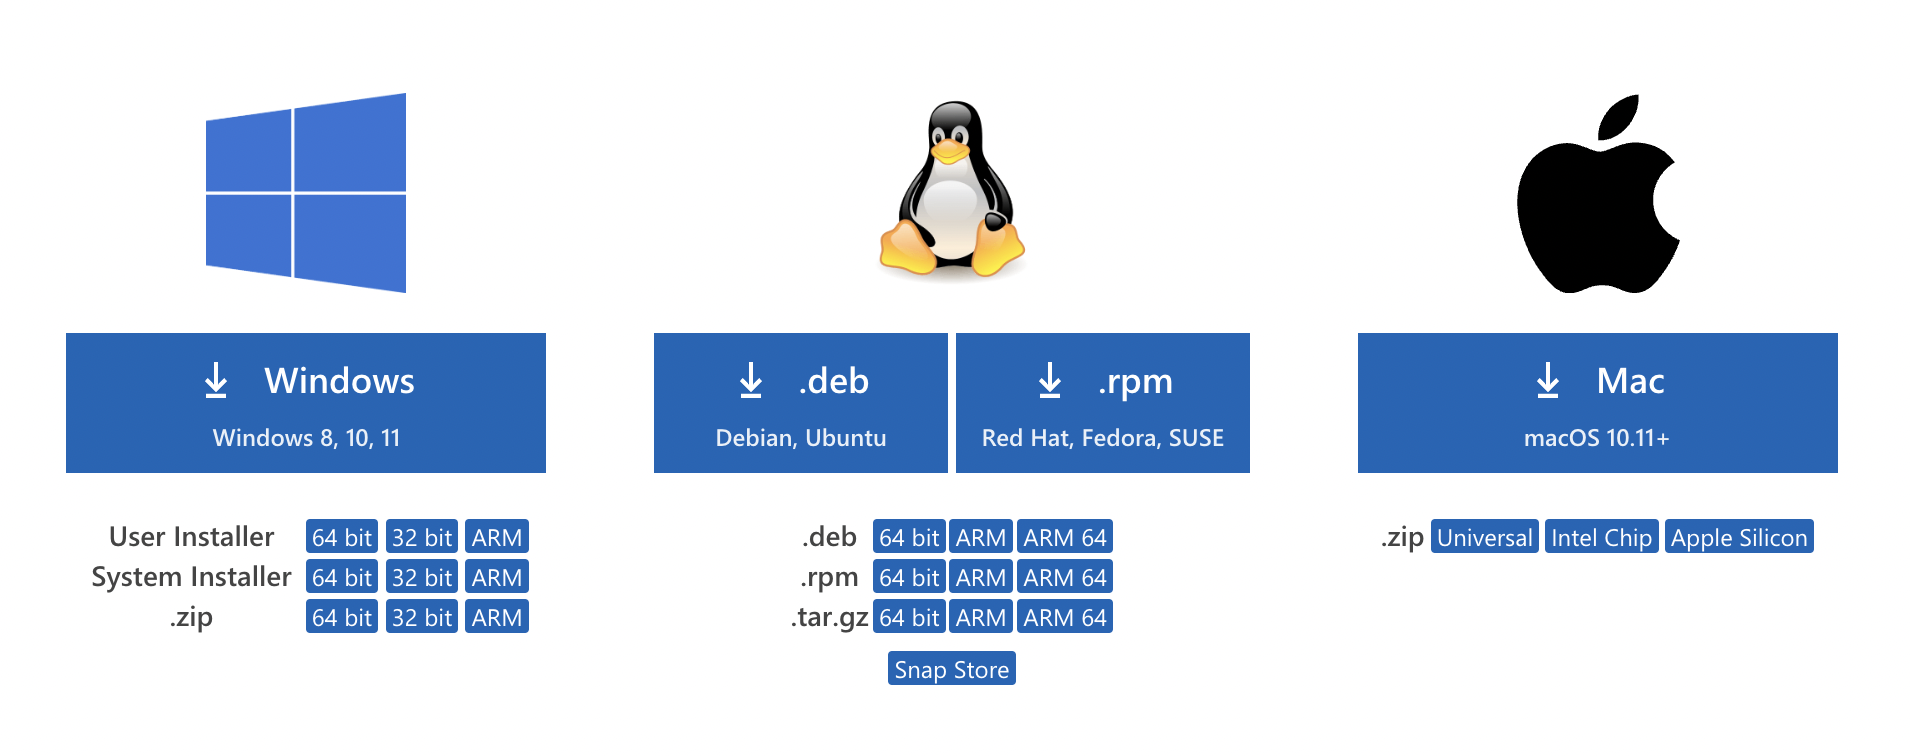 Windows
Windows 8, 10, 11
User Installer 64 bit 32 bit ARM
System Installer 64 bit 32 bit ARM
.zip 64 bit 32 bit ARM
.deb
Debian, Ubuntu
.rpm
Red Hat, Fedora, SUSE
.deb 64 bit ARM ARM 64
.rpm 64 bit ARM ARM 64
.tar.gz 64 bit ARM ARM 64
Snap Store
Mac
macOS 10.11+
.zip Universal Intel Chip Apple Silicon